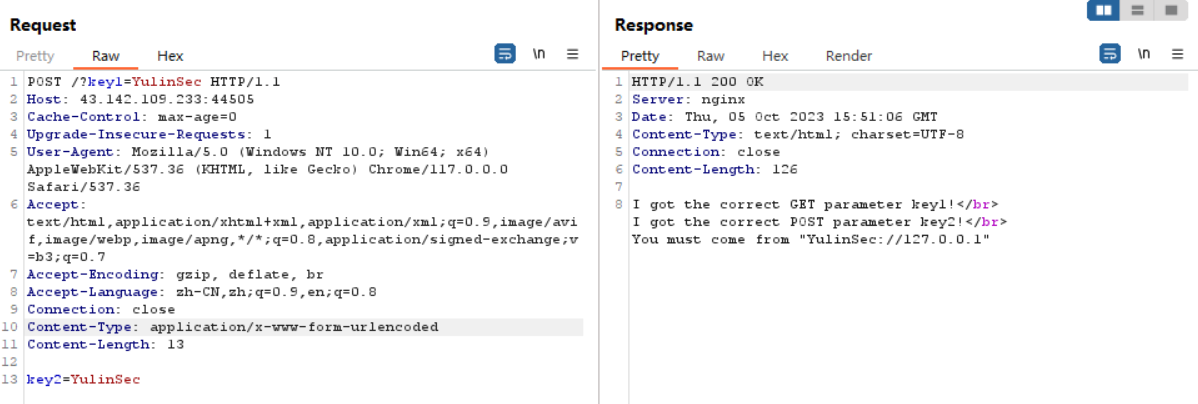 Request
Pretty Raw Hex
\n
1 POST /?key1=YulinSec HTTP/1.1
2 Host: 43.142.109.233:44505
3 Cache-Control: max-age=0
4 Upgrade-Insecure-Requests: 1
5 User-Agent: Mozilla/5.0 (Windows NT 10.0; Win64; x64)
AppleWebKit/537.36 (KHTML, like Gecko) Chrome/117.0.0.0
Safari/537.36
6 Accept:
text/html,application/xhtml+xml,application/xml;q=0.9,image/avi
f,image/webp,image/apng,*/*;q=0.8,application/signed-exchange;v
=b3;q=0.7
7 Accept-Encoding: gzip, deflate, br
8 Accept-Language: zh-CN,zh;q=0.9,en;q=0.8
9 Connection: close
10 Content-Type: application/x-www-form-urlencoded
11 Content-Length: 13
12
13 key2=YulinSec
Response
Pretty Raw Hex Render
\n
1 HTTP/1.1 200 OK
2 Server: nginx
3 Date: Thu, 05 Oct 2023 15:51:06 GMT
4 Content-Type: text/html; charset=UTF-8
5 Connection: close
6 Content-Length: 126
7
8 I got the correct GET parameter key1!</br>
I got the correct POST parameter key2!</br>
You must come from "YulinSec://127.0.0.1"